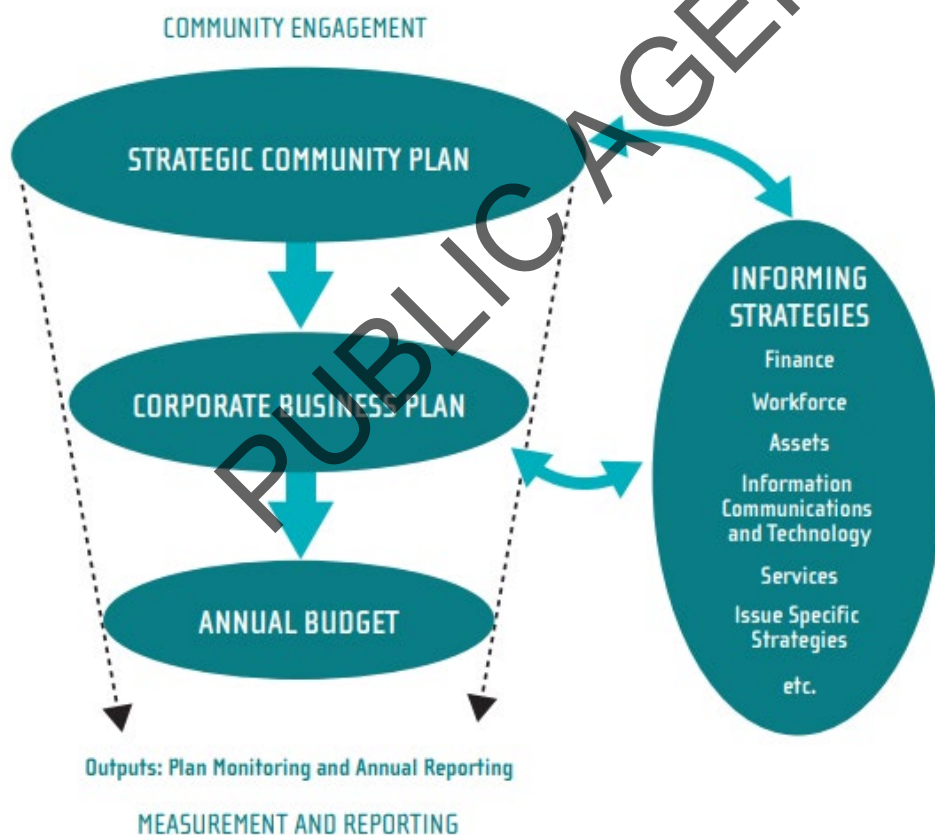 COMMUNITY ENGAGEMENT
STRATEGIC COMMUNITY PLAN
CORPORATE BUSINESS PLAN
ANNUAL BUDGET
INFORMING
STRATEGIES
Finance
Workforce
Assets
Information
Communications
and Technology
Services
Issue Specific
Strategies
etc.
Outputs: Plan Monitoring and Annual Reporting
MEASUREMENT AND REPORTING
PUBLIC AGE